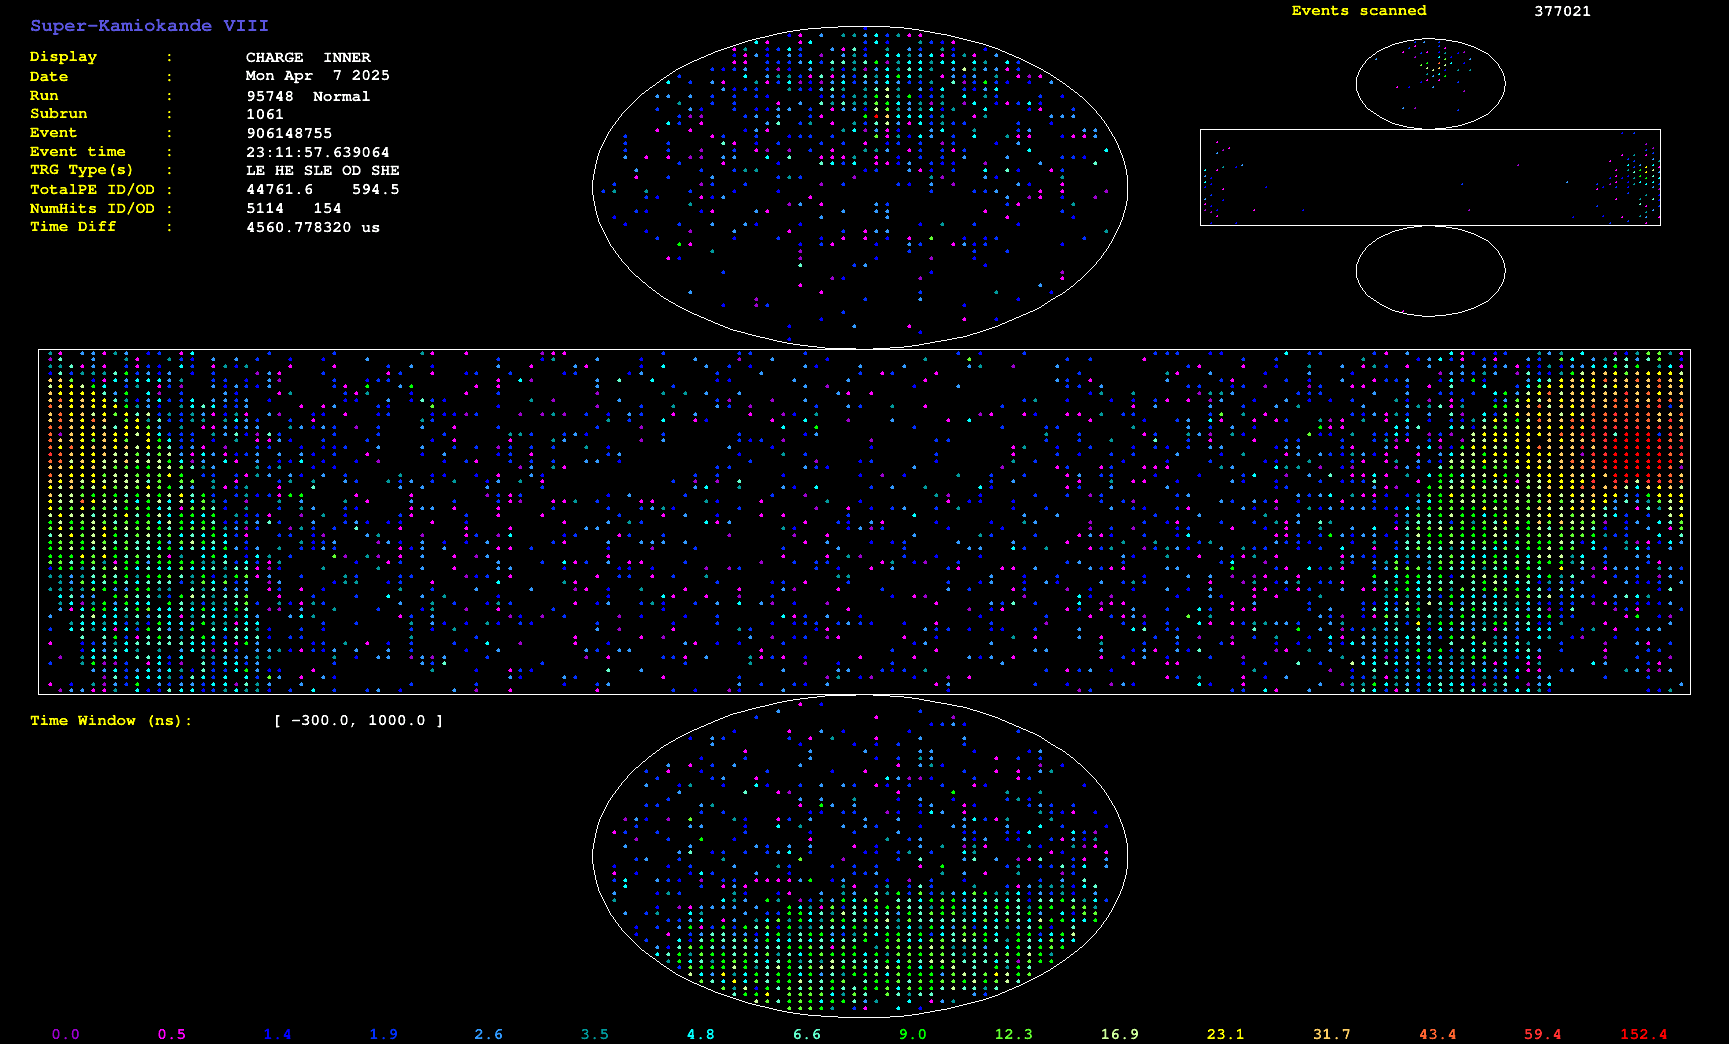 Super-Kamiokande VIII
Events scanned 377021
Display : CHARGE INNER
Date : Mon Apr 7 2025
Run : 95748 Normal
Subrun : 1061
Event : 906148755
Event time : 23:11:57.639064
TRG Type(s) : LE HE SLE OD SHE
TotalPE ID/OD : 44761.6 594.5
NumHits ID/OD : 5114 154
Time Diff : 4560.778320 us
Time Window (ns): [ -300.0, 1000.0 ]
0.0 0.5 1.4 1.9 2.6 3.5 4.8 6.6 9.0 12.3 16.9 23.1 31.7 43.4 59.4 152.4